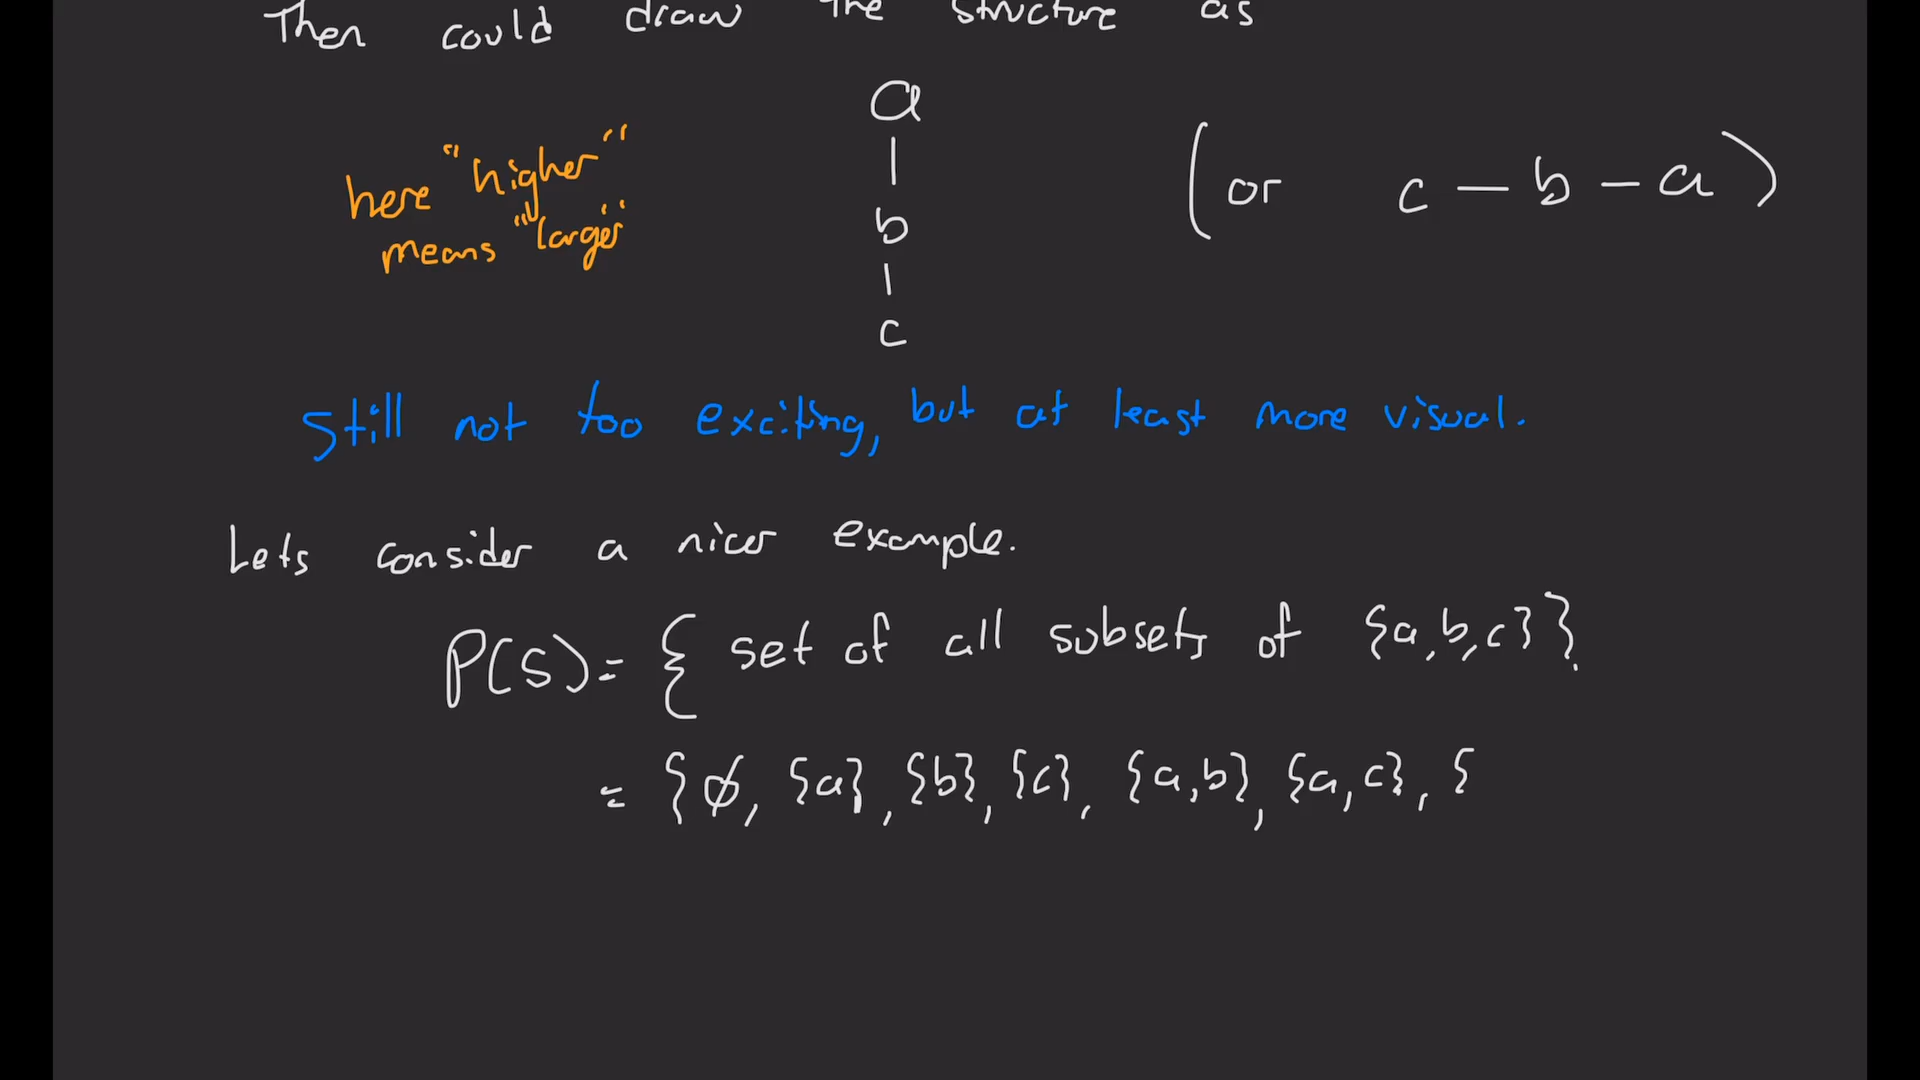 Then could draw the structure as
a
here "higher"
means "larger"
(or c — b — a)
b
c
Still not too exciting, but at least more visual.
Lets consider a nicer example.
P(S) = { set of all subsets of {a,b,c}}.
= {∅, {a}, {b}, {c}, {a,b}, {a,c}, {